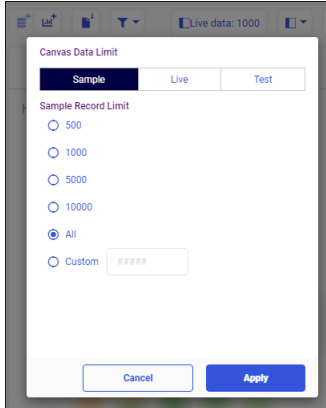 Live data: 1000
Canvas Data Limit
Sample Live Test
Sample Record Limit
500
1000
5000
10000
All
Custom #####
Cancel Apply